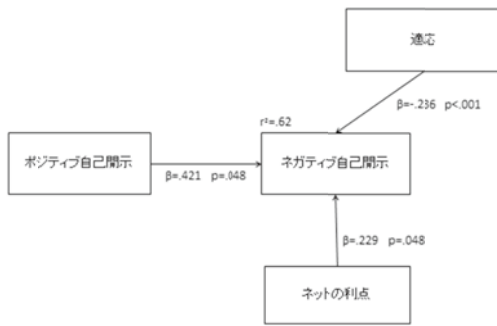 適応
β=-.236 p<.001
r²=.62
ポジティブ自己開示
ネガティブ自己開示
β=.421 p=.048
β=.229 p=.048
ネットの利点